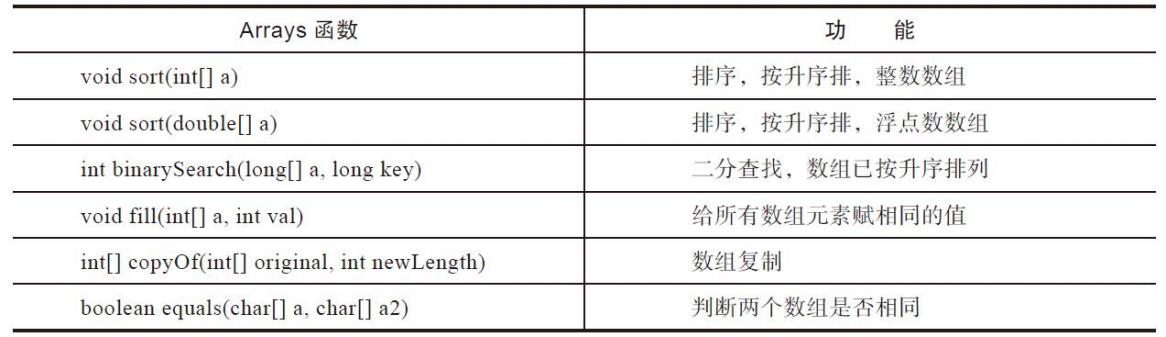 Arrays 函数 功 能
void sort(int[] a) 排序，按升序排，整数数组
void sort(double[] a) 排序，按升序排，浮点数数组
int binarySearch(long[] a, long key) 二分查找，数组已按升序排列
void fill(int[] a, int val) 给所有数组元素赋相同的值
int[] copyOf(int[] original, int newLength) 数组复制
boolean equals(char[] a, char[] a2) 判断两个数组是否相同